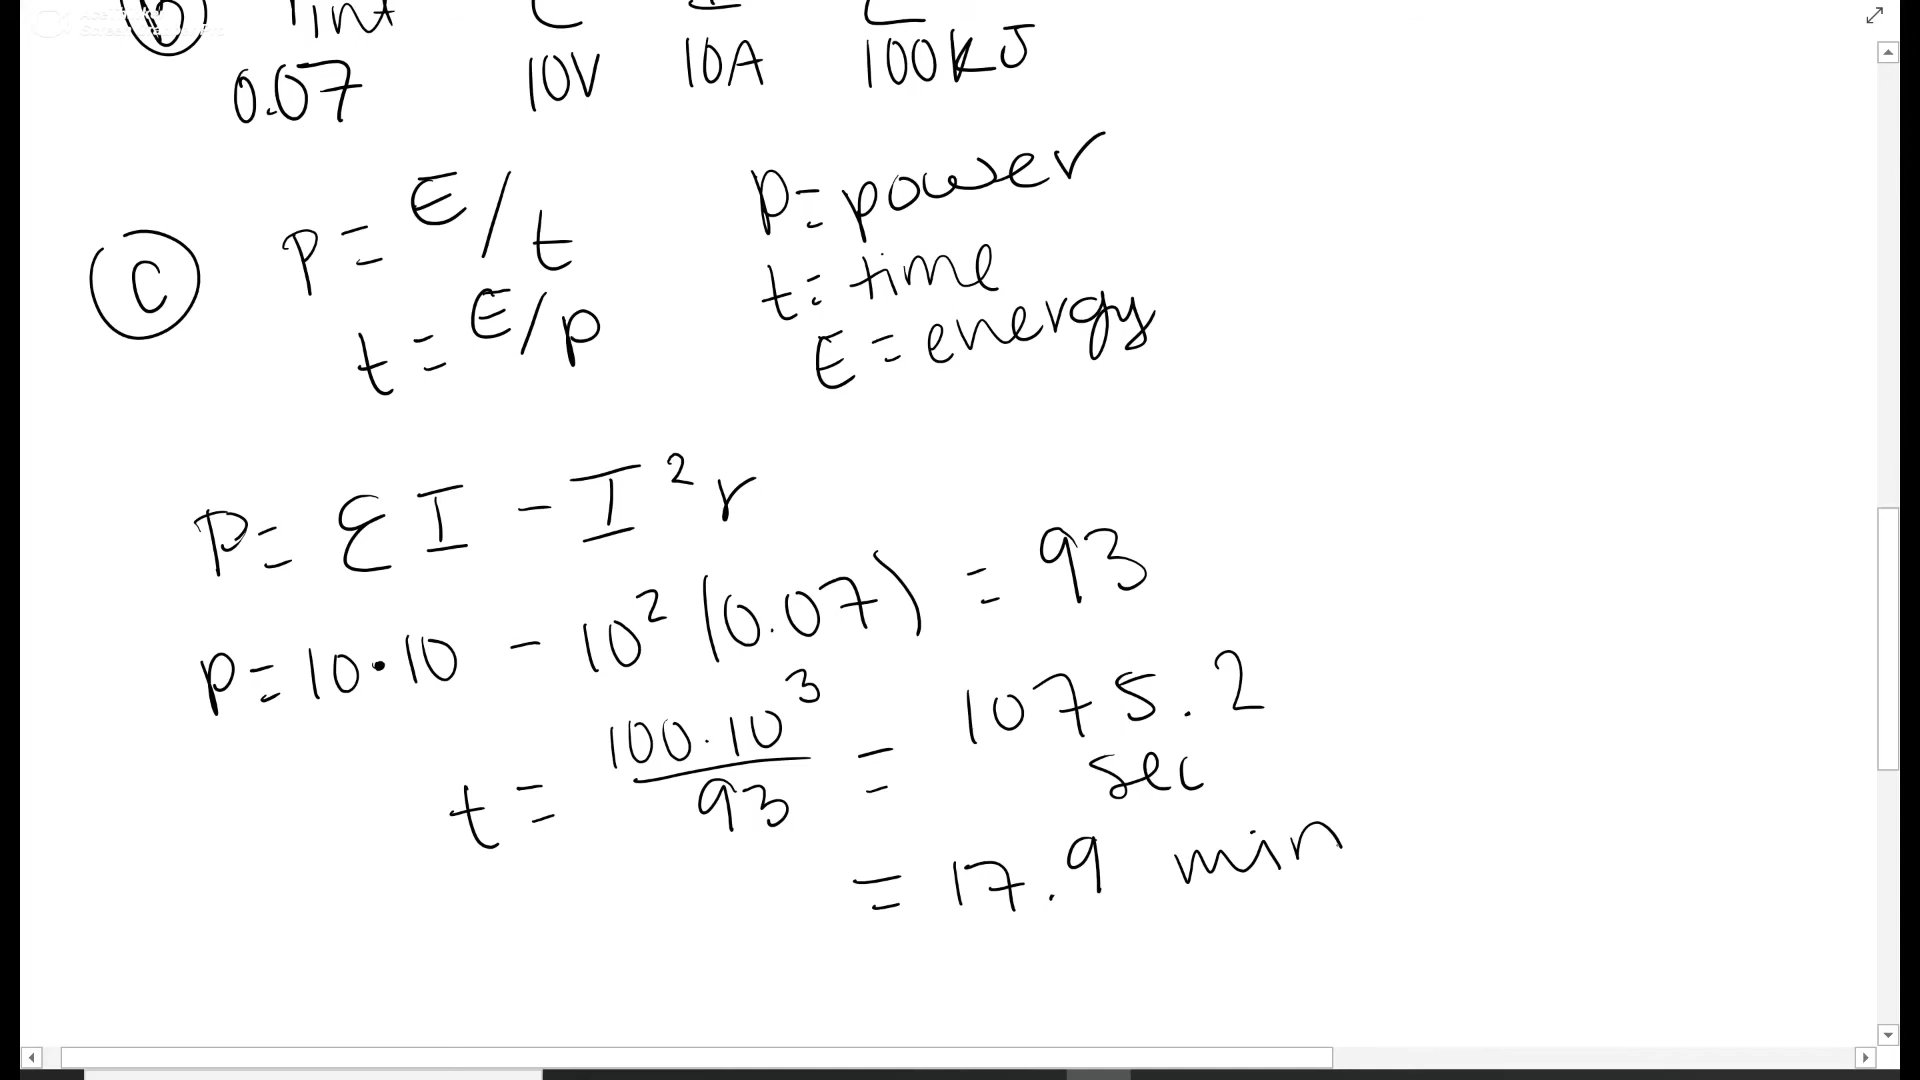 b rint ε I E
0.07 10V 10A 100kJ
c P = E/t P = power
t = E/p t = time
E = energy
P = εI - I²r
P = 10·10 - 10² (0.07) = 93
t = 100·10³ / 93 = 1075.2
sec
= 17.9 min